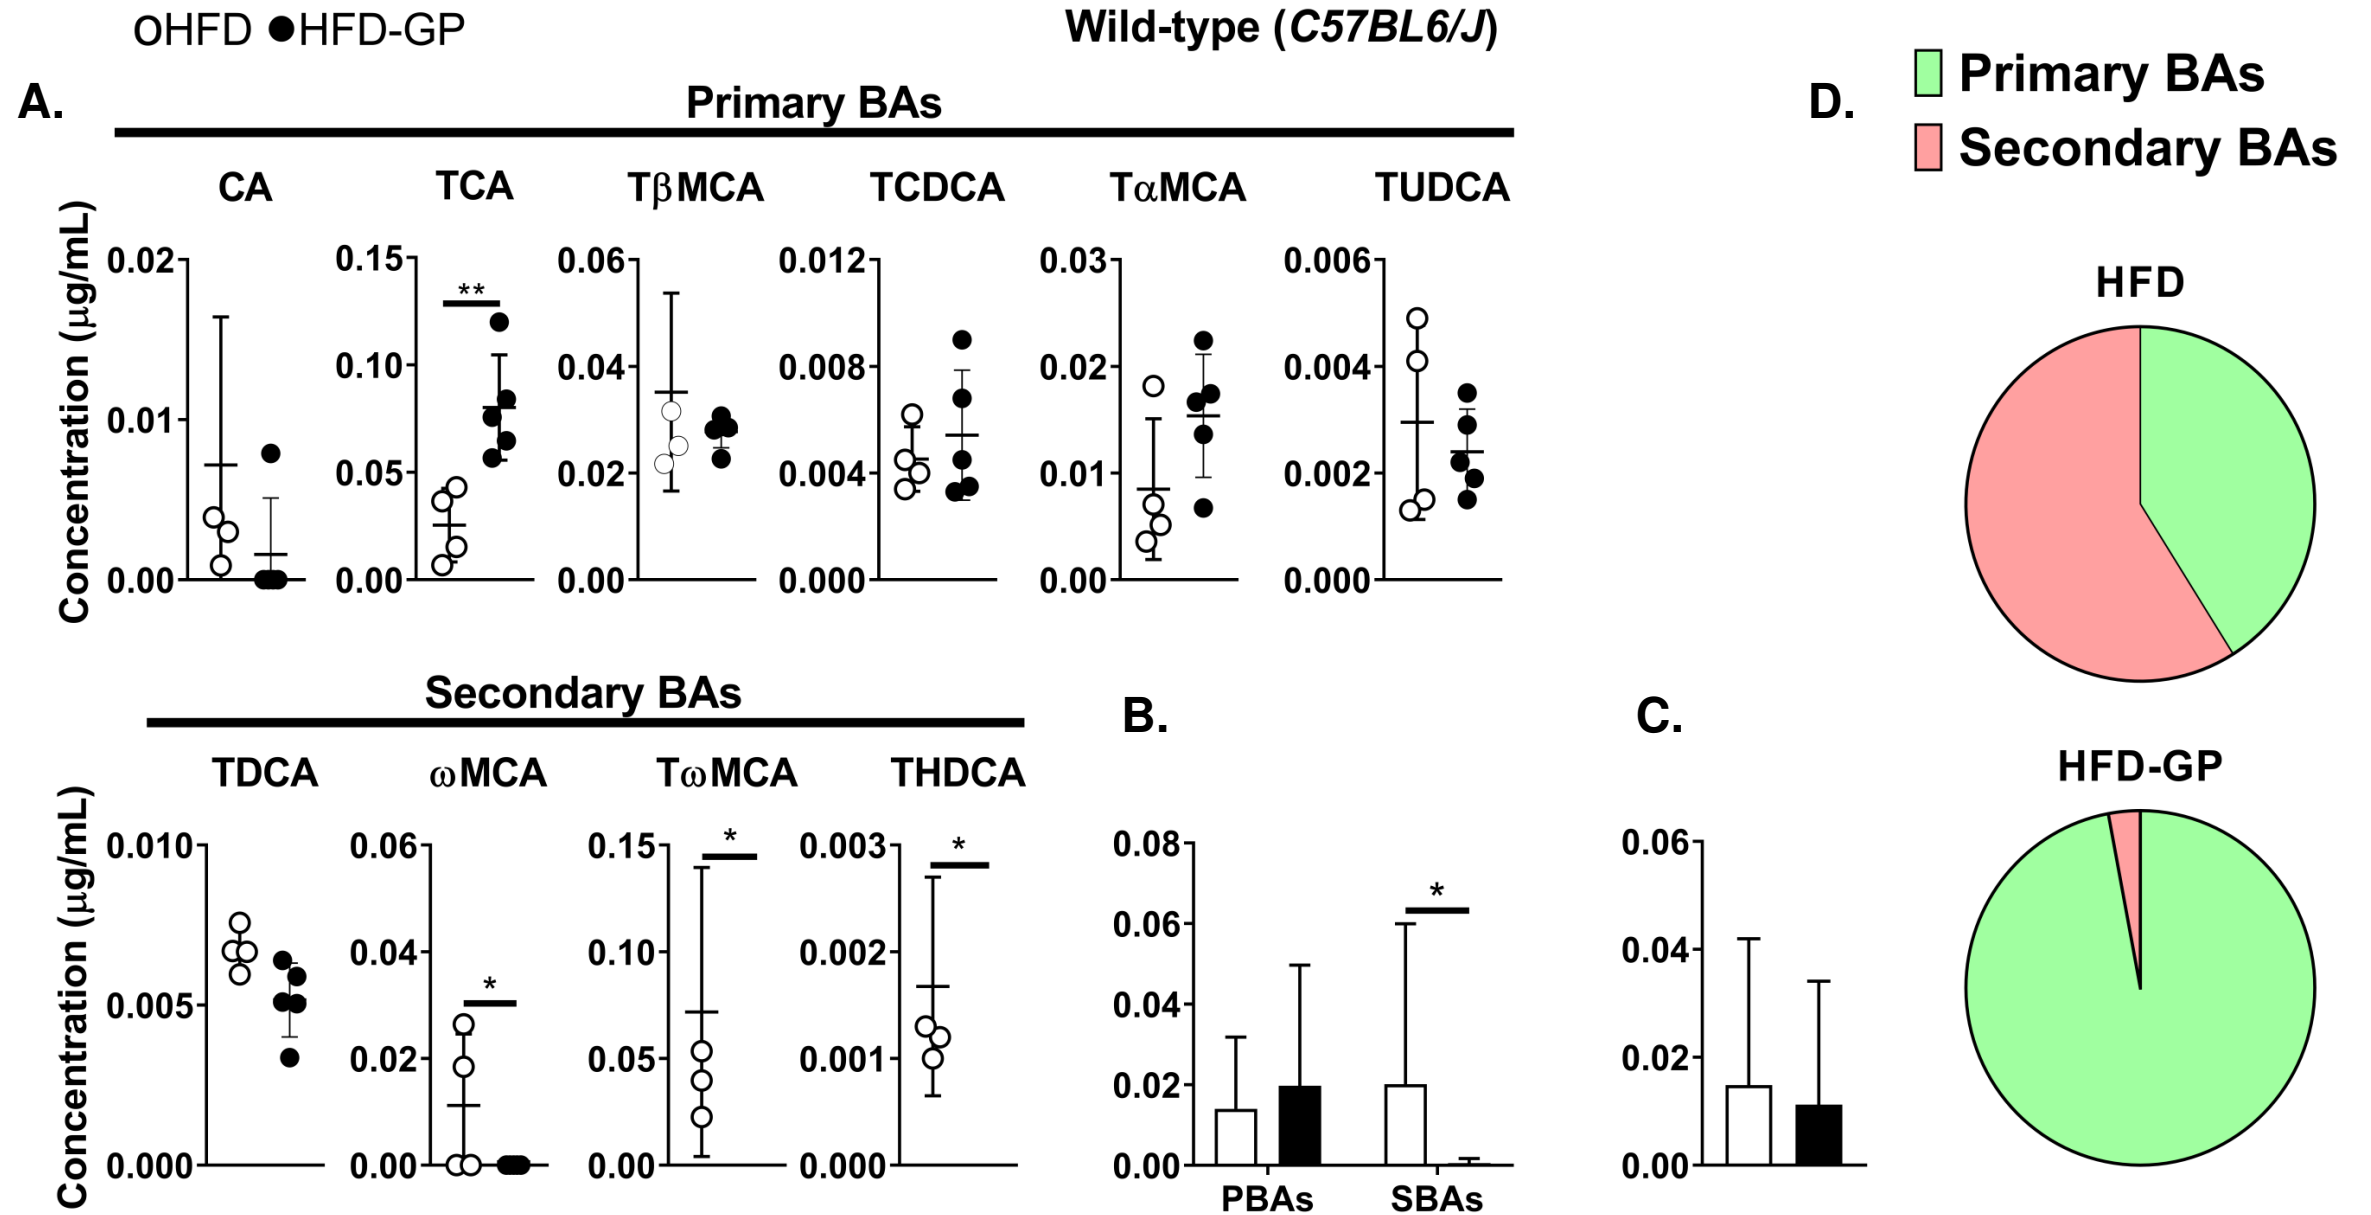 OHFD ●HFD-GP
Wild-type (C57BL6/J)
A.
Primary BAs
CA TCA TβMCA TCDCA TαMCA TUDCA
Concentration (µg/mL)
0.02 0.15 0.06 0.012 0.03 0.006
**
0.10 0.04 0.008 0.02 0.004
0.01 0.05 0.02 0.004 0.01 0.002
0.00 0.00 0.00 0.000 0.00 0.000
Secondary BAs
TDCA ωMCA TωMCA THDCA
Concentration (µg/mL)
0.010 0.06 0.15 0.003
* *
0.04 0.10 0.002
0.005 * 0.02 0.05 0.001
0.000 0.00 0.00 0.000
B.
0.08
0.06
*
0.04
0.02
0.00
PBAs SBAs
C.
0.06
0.04
0.02
0.00
D.
Primary BAs
Secondary BAs
HFD
HFD-GP